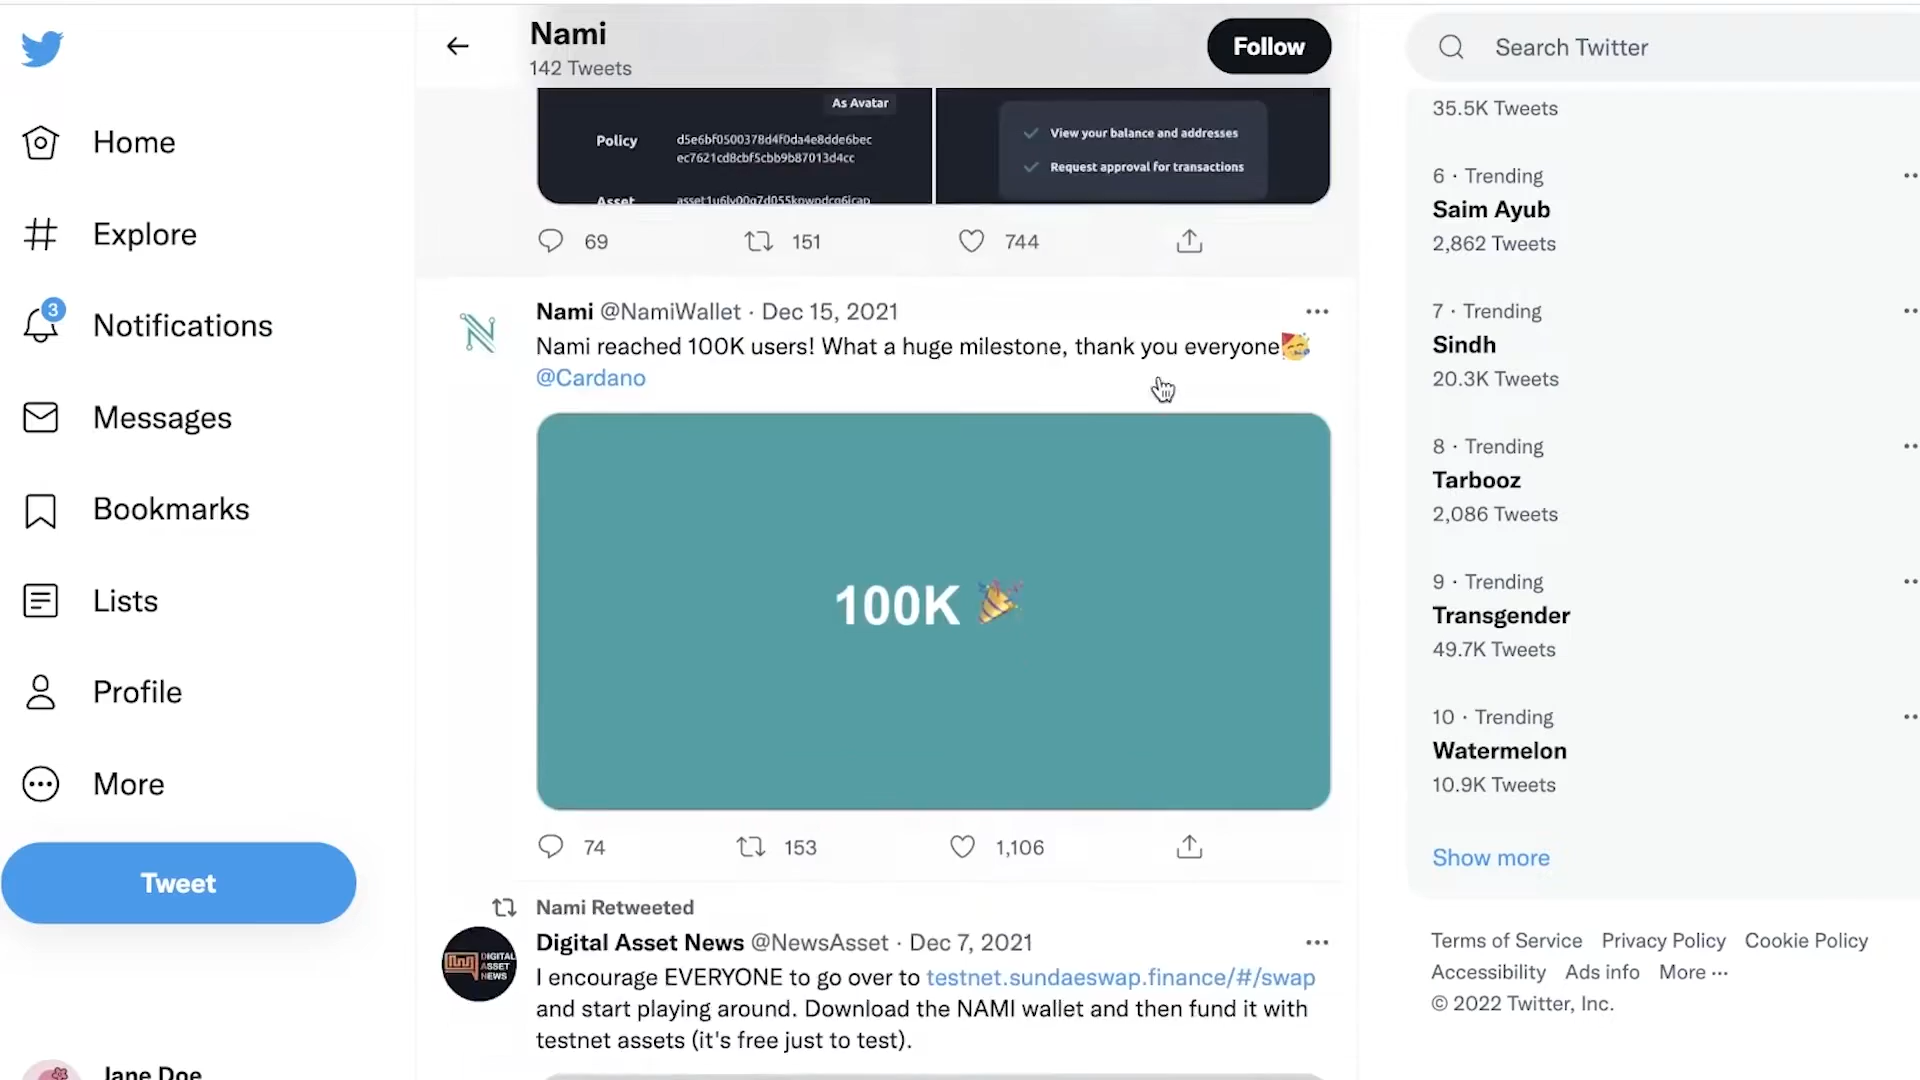 Home
Explore
3
Notifications
Messages
Bookmarks
Lists
Profile
More
Tweet
Jane Doe
Nami
142 Tweets
Follow
As Avatar
Policy
d5e6bf0500378d4f0da4e8dde6bec
ec7621cd8cbf5cbb9b87013d4cc
Asset
View your balance and addresses
Request approval for transactions
69 151 744
Nami @NamiWallet · Dec 15, 2021
Nami reached 100K users! What a huge milestone, thank you everyone🥳
@Cardano
100K 🎉
74 153 1,106
Nami Retweeted
DIGITAL
ASSET
NEWS
Digital Asset News @NewsAsset · Dec 7, 2021
I encourage EVERYONE to go over to testnet.sundaeswap.finance/#/swap
and start playing around. Download the NAMI wallet and then fund it with
testnet assets (it's free just to test).
Search Twitter
35.5K Tweets
6 · Trending
Saim Ayub
2,862 Tweets
7 · Trending
Sindh
20.3K Tweets
8 · Trending
Tarbooz
2,086 Tweets
9 · Trending
Transgender
49.7K Tweets
10 · Trending
Watermelon
10.9K Tweets
Show more
Terms of Service Privacy Policy Cookie Policy
Accessibility Ads info More ···
© 2022 Twitter, Inc.